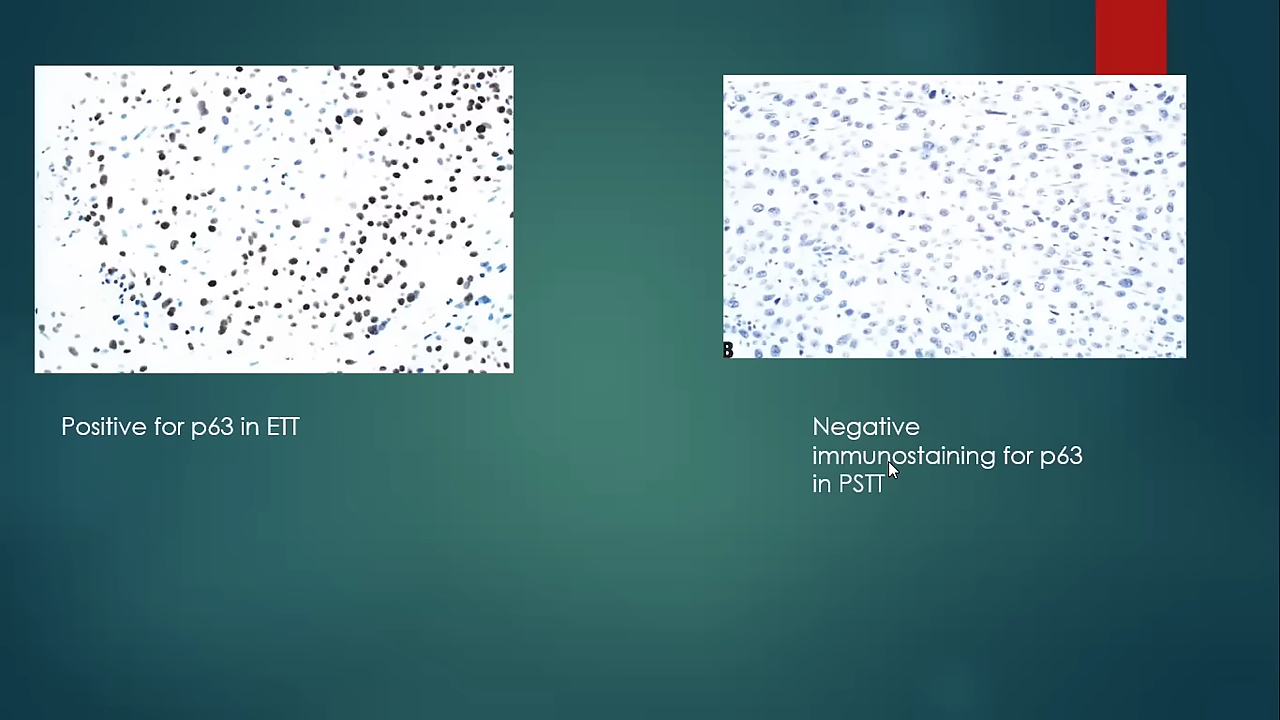 B
Positive for p63 in ETT
Negative
immunostaining for p63
in PSTT